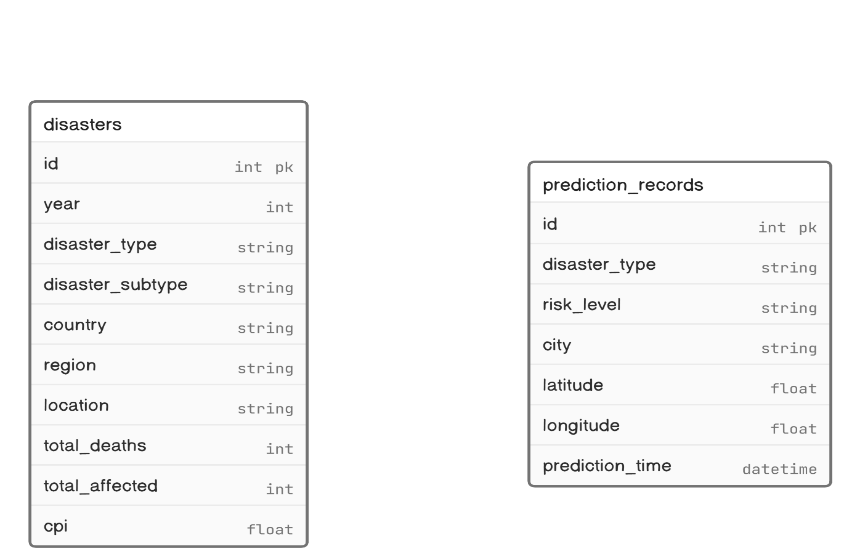 disasters
id int pk
year int
disaster_type string
disaster_subtype string
country string
region string
location string
total_deaths int
total_affected int
cpi float
prediction_records
id int pk
disaster_type string
risk_level string
city string
latitude float
longitude float
prediction_time datetime